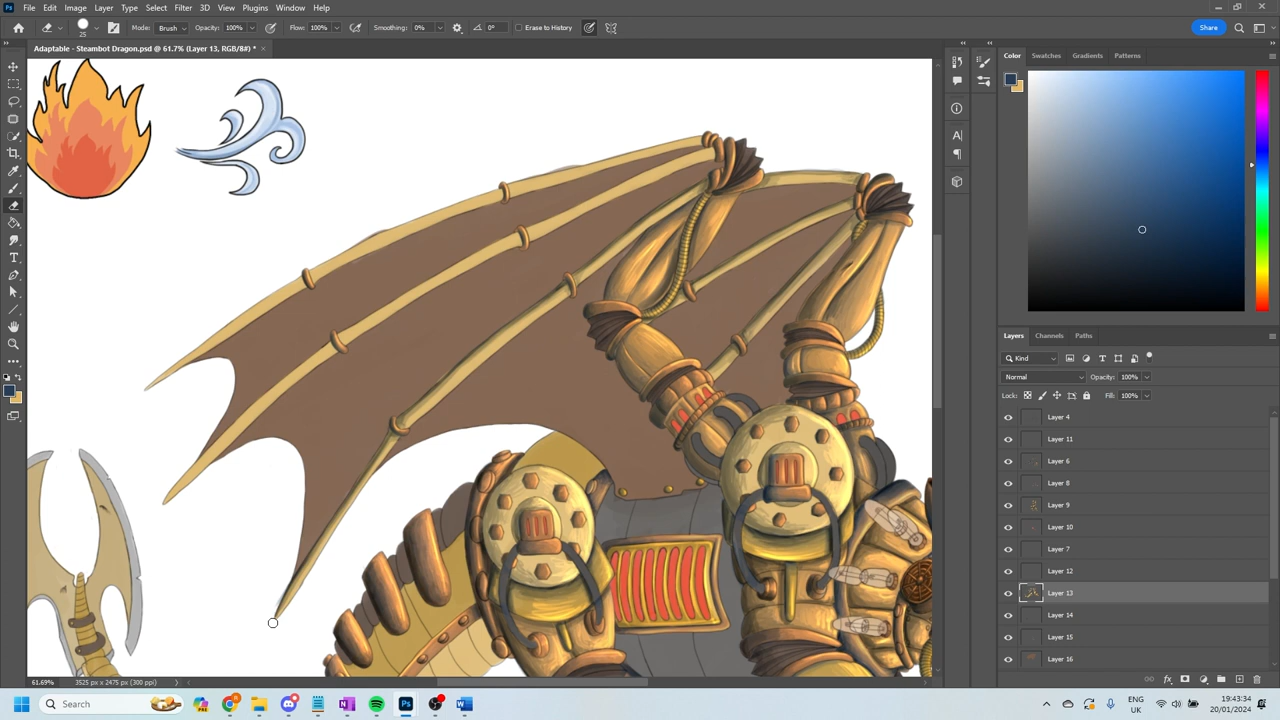 File Edit Image Layer Type Select Filter 3D View Plugins Window Help
25 Mode: Brush Opacity: 100% Flow: 100% Smoothing: 0% 0° Erase to History Share
Adaptable - Steambot Dragon.psd @ 61.7% (Layer 13, RGB/8#) *
Color Swatches Gradients Patterns
Layers Channels Paths
Kind
Normal Opacity: 100%
Lock: Fill: 100%
Layer 4
Layer 11
Layer 6
Layer 8
Layer 9
Layer 10
Layer 7
Layer 12
Layer 13
Layer 14
Layer 15
Layer 16
61.69% 3525 px x 2475 px (300 ppi)
Search
ENG
UK
19:43:34
20/01/2024